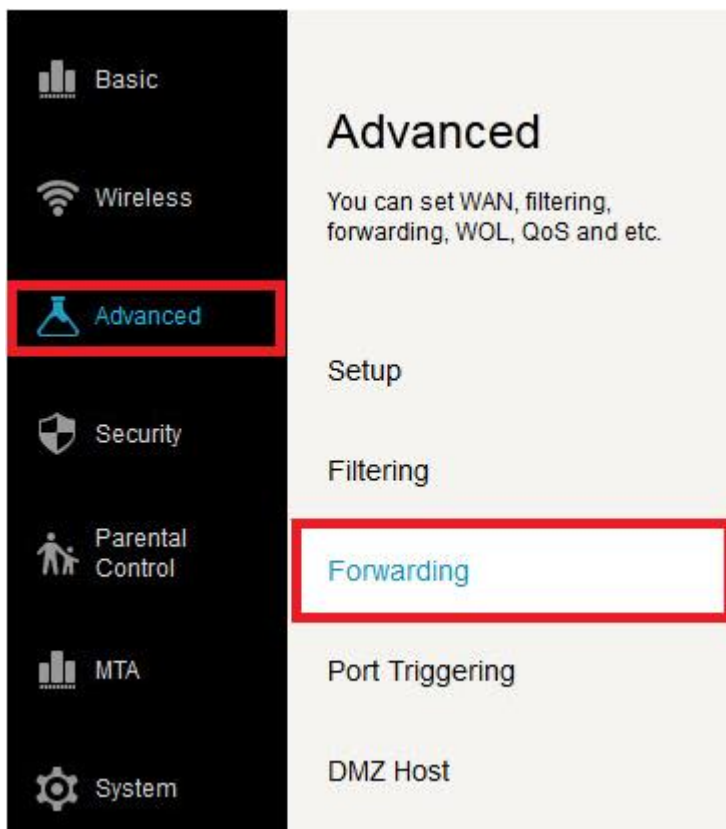 Basic
Wireless
Advanced
Security
Parental
Control
MTA
System
Advanced
You can set WAN, filtering,
forwarding, WOL, QoS and etc.
Setup
Filtering
Forwarding
Port Triggering
DMZ Host